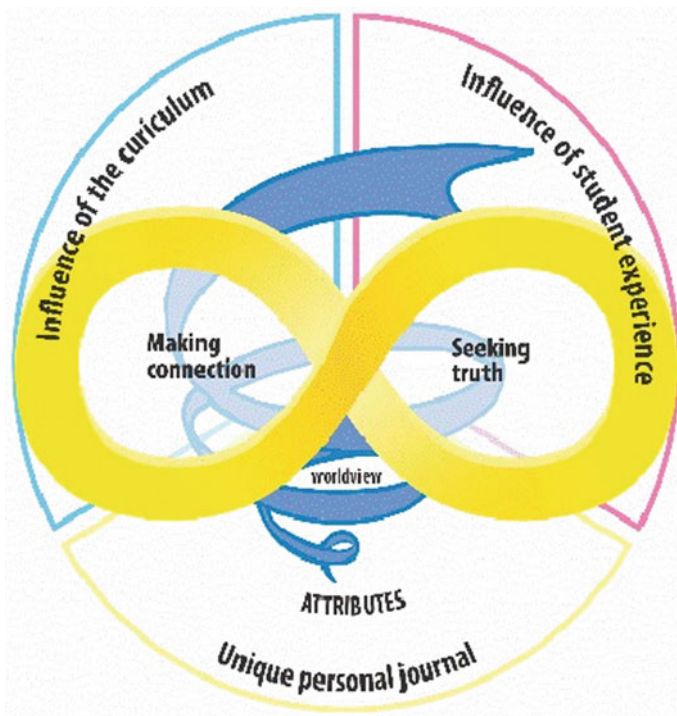 Influence of the curiculum
Influence of student experience
Making
connection
Seeking
truth
worldview
ATTRIBUTES
Unique personal journal